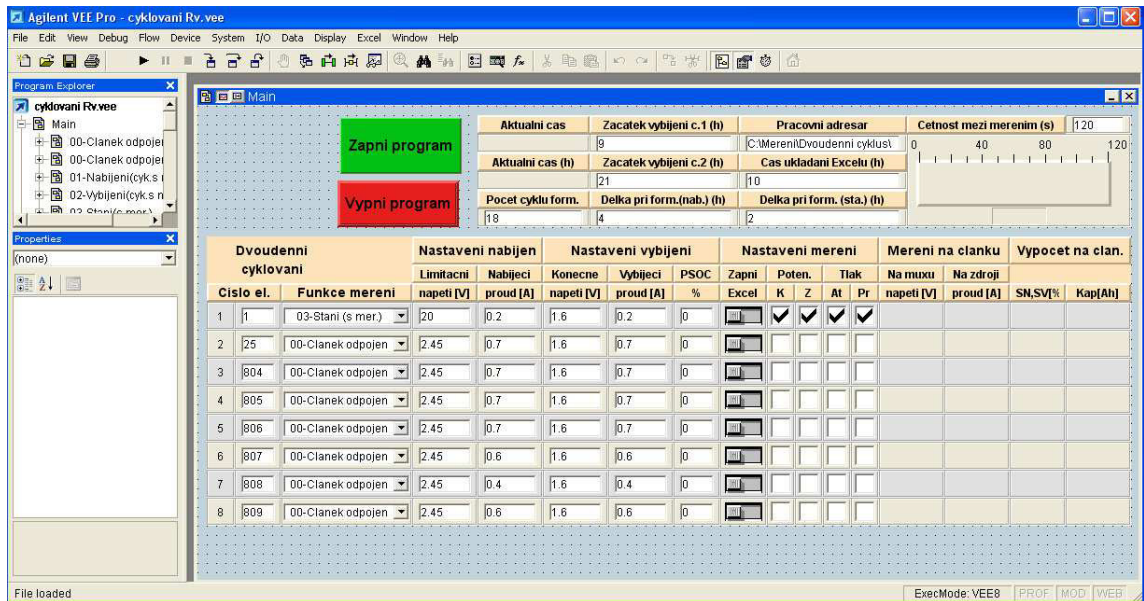 Agilent VEE Pro - cyklovani Rv.vee
File Edit View Debug Flow Device System I/O Data Display Excel Window Help
Program Explorer
cyklovani Rv.vee
Main
00-Clanek odpojer
00-Clanek odpojer
01-Nabijeni(cyk.s
02-Vybijeni(cyk.s n
03-Stani(s mer.)
Properties
(none)
Main
Zapni program
Vypni program
Aktualni cas Zacatek vybijeni c.1 (h) Pracovni adresar Cetnost mezi merenim (s) 120
9 C:\Mereni\Dvoudenni cyklus\ 0 40 80 120
Aktualni cas (h) Zacatek vybijeni c.2 (h) Cas ukladani Excelu (h)
21 10
Pocet cyklu form. Delka pri form.(nab.) (h) Delka pri form. (sta.) (h)
18 4 2
Dvoudenni cyklovani Nastaveni nabijen Nastaveni vybijeni Nastaveni mereni Mereni na clanku Vypocet na clan.
Limitacni Nabijeci Konecne Vybijeci PSOC Zapni Poten. Tlak Na muxu Na zdroji
Cislo el. Funkce mereni napeti [V] proud [A] napeti [V] proud [A] % Excel K Z At Pr napeti [V] proud [A] SN,SV[% Kap[Ah]
1 1 03-Stani (s mer.) 20 0.2 1.6 0.2 0
2 25 00-Clanek odpojen 2.45 0.7 1.6 0.7 0
3 804 00-Clanek odpojen 2.45 0.7 1.6 0.7 0
4 805 00-Clanek odpojen 2.45 0.7 1.6 0.7 0
5 806 00-Clanek odpojen 2.45 0.7 1.6 0.7 0
6 807 00-Clanek odpojen 2.45 0.6 1.6 0.6 0
7 808 00-Clanek odpojen 2.45 0.4 1.6 0.4 0
8 809 00-Clanek odpojen 2.45 0.6 1.6 0.6 0
File loaded ExecMode: VEE8 PROF MOD WEB